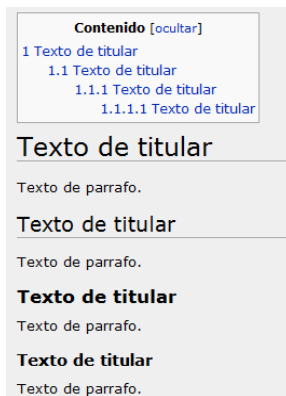 Contenido [ocultar]
1 Texto de titular
1.1 Texto de titular
1.1.1 Texto de titular
1.1.1.1 Texto de titular
Texto de titular
Texto de parrafo.
Texto de titular
Texto de parrafo.
Texto de titular
Texto de parrafo.
Texto de titular
Texto de parrafo.